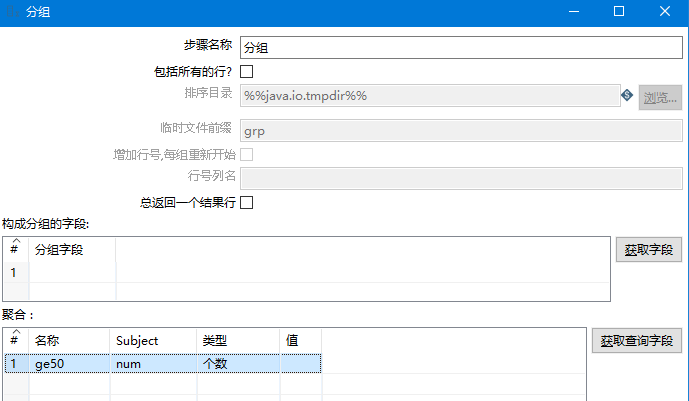 分组
步骤名称 分组
包括所有的行?
排序目录 %%java.io.tmpdir%% 浏览...
临时文件前缀 grp
增加行号,每组重新开始
行号列名
总返回一个结果行
构成分组的字段:
# 分组字段 获取字段
1
聚合 :
# 名称 Subject 类型 值 获取查询字段
1 ge50 num 个数